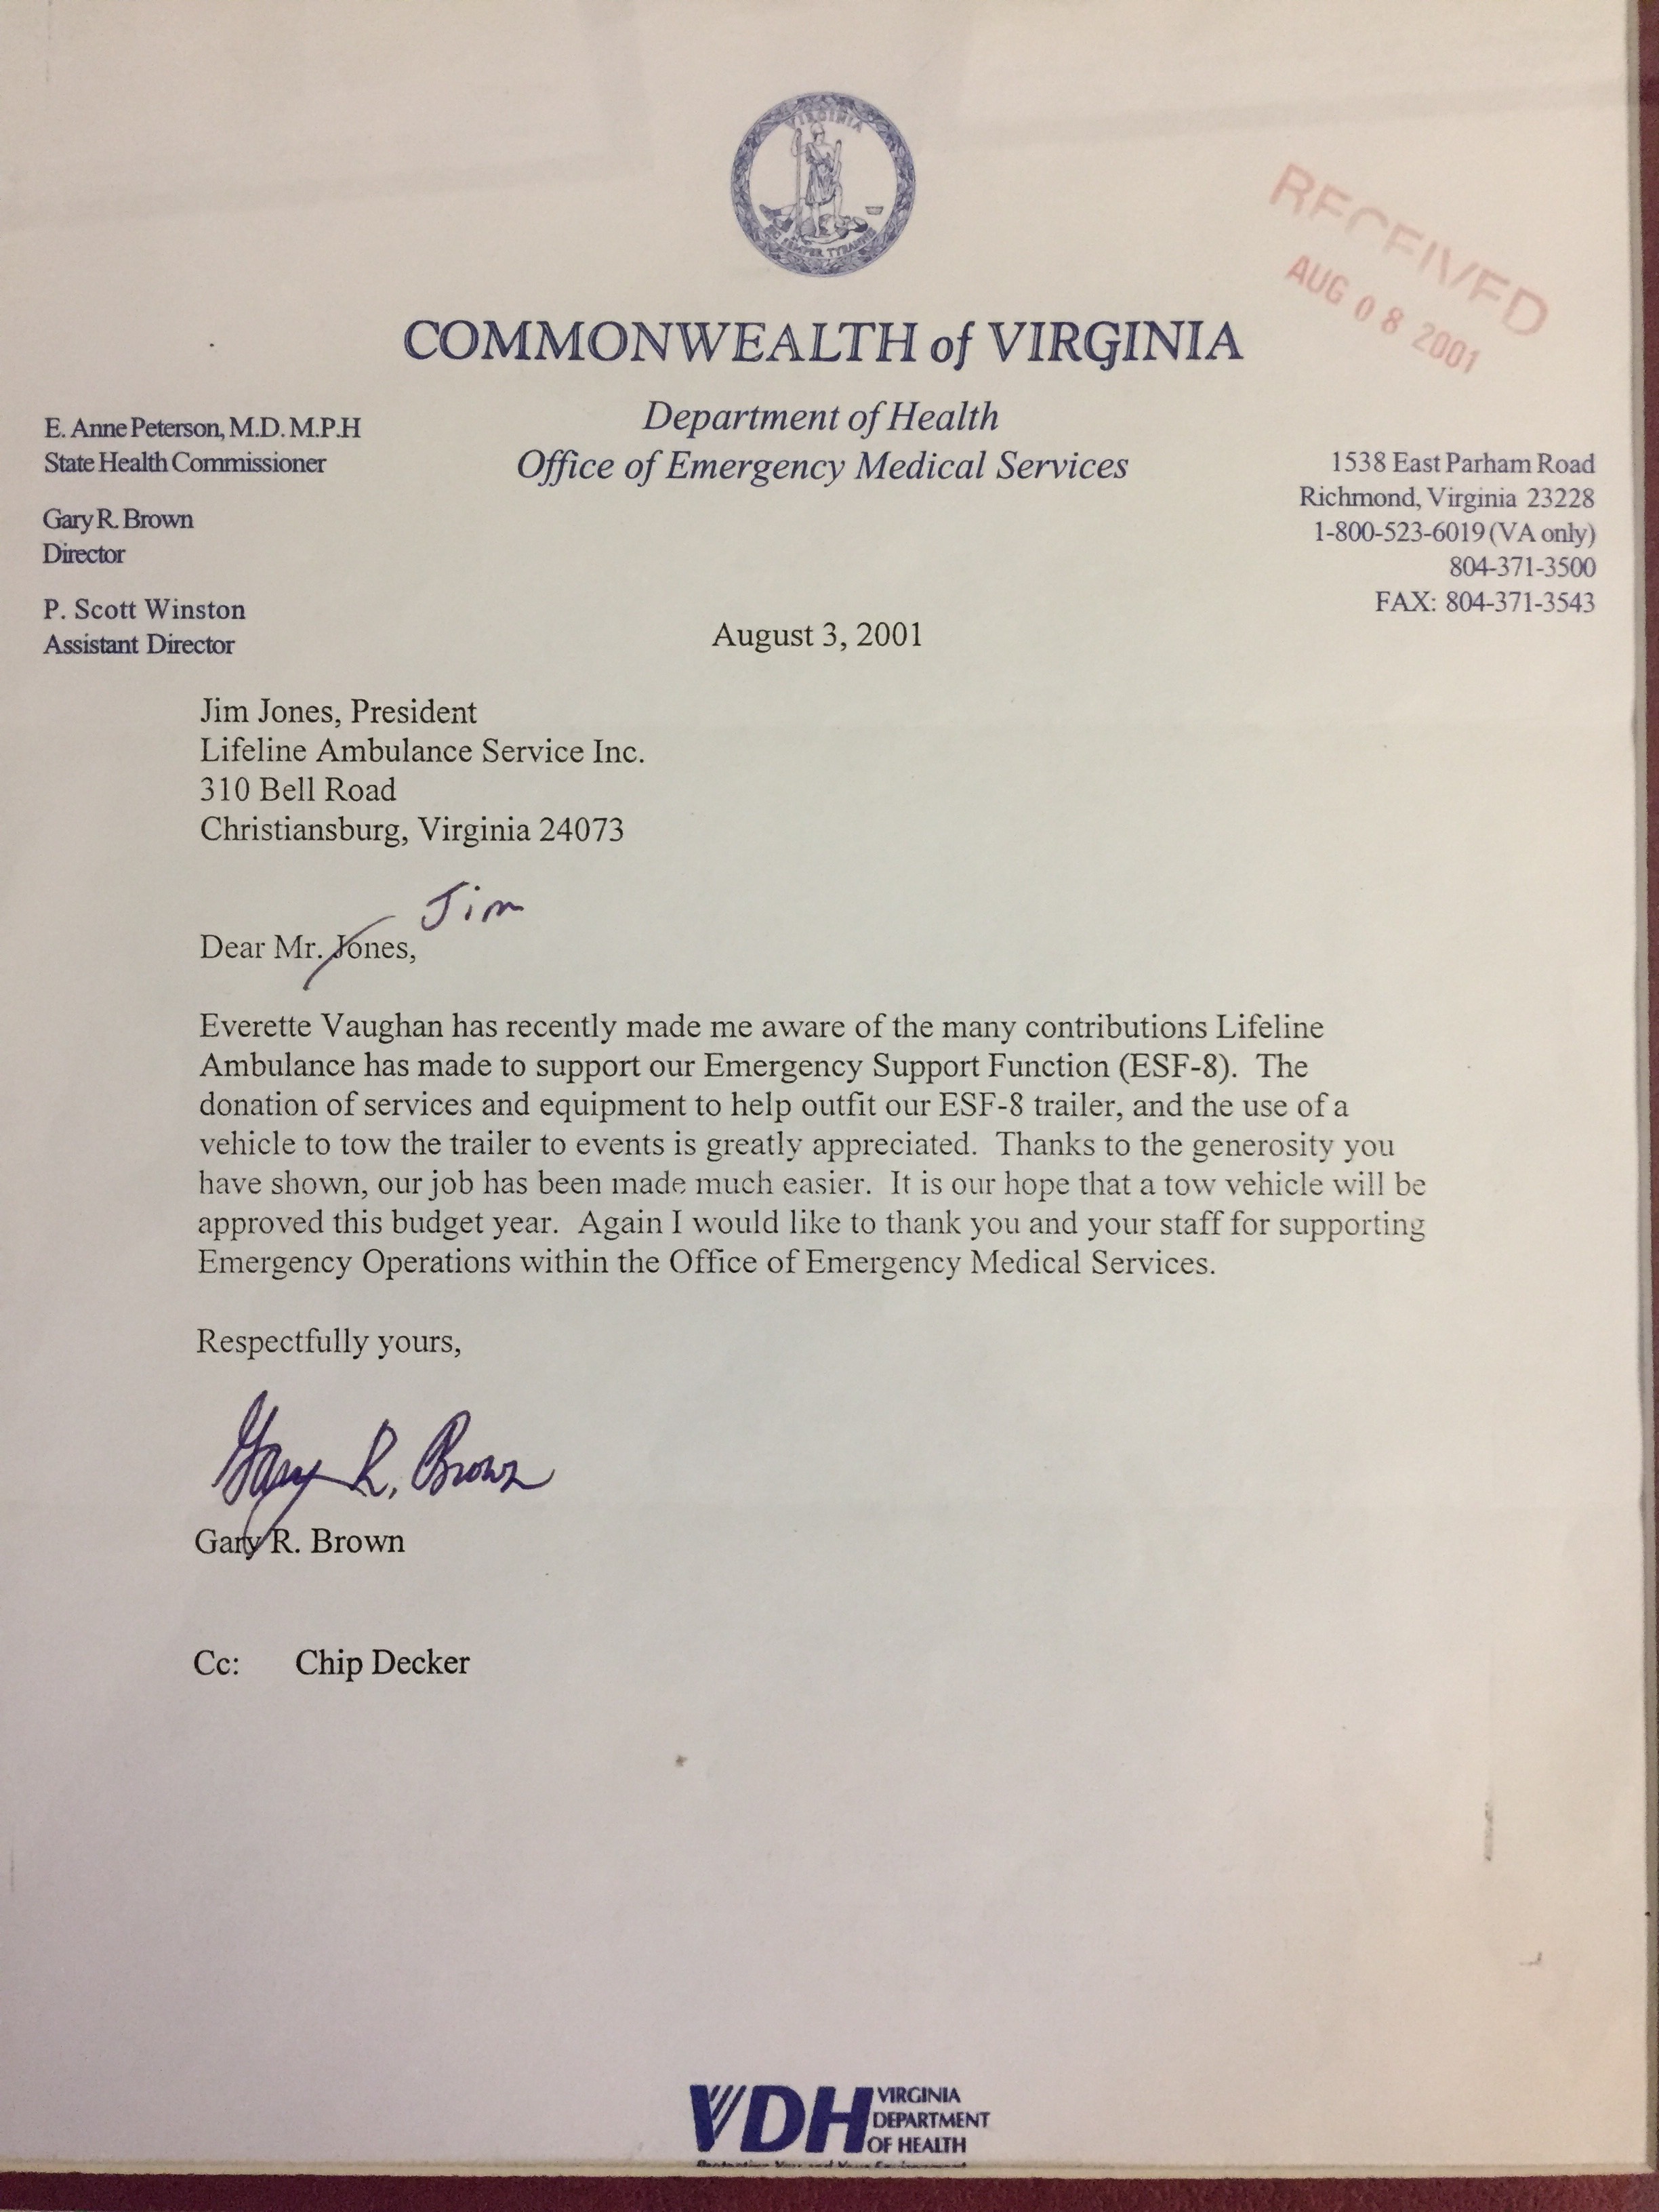 VIRGINIA
SIC SEMPER TYRANNIS
RECEIVED
AUG 08 2001
COMMONWEALTH of VIRGINIA
Department of Health
Office of Emergency Medical Services
E. Anne Peterson, M.D. M.P.H
State Health Commissioner
Gary R. Brown
Director
P. Scott Winston
Assistant Director
1538 East Parham Road
Richmond, Virginia 23228
1-800-523-6019 (VA only)
804-371-3500
FAX: 804-371-3543
August 3, 2001
Jim Jones, President
Lifeline Ambulance Service Inc.
310 Bell Road
Christiansburg, Virginia 24073
Jim
Dear Mr. Jones,
Everette Vaughan has recently made me aware of the many contributions Lifeline
Ambulance has made to support our Emergency Support Function (ESF-8).  The
donation of services and equipment to help outfit our ESF-8 trailer, and the use of a
vehicle to tow the trailer to events is greatly appreciated.  Thanks to the generosity you
have shown, our job has been made much easier.  It is our hope that a tow vehicle will be
approved this budget year.  Again I would like to thank you and your staff for supporting
Emergency Operations within the Office of Emergency Medical Services.
Respectfully yours,
Gary R. Brown
Gary R. Brown
Cc: Chip Decker
VDH VIRGINIA
DEPARTMENT
OF HEALTH
Protecting You and Your Environment